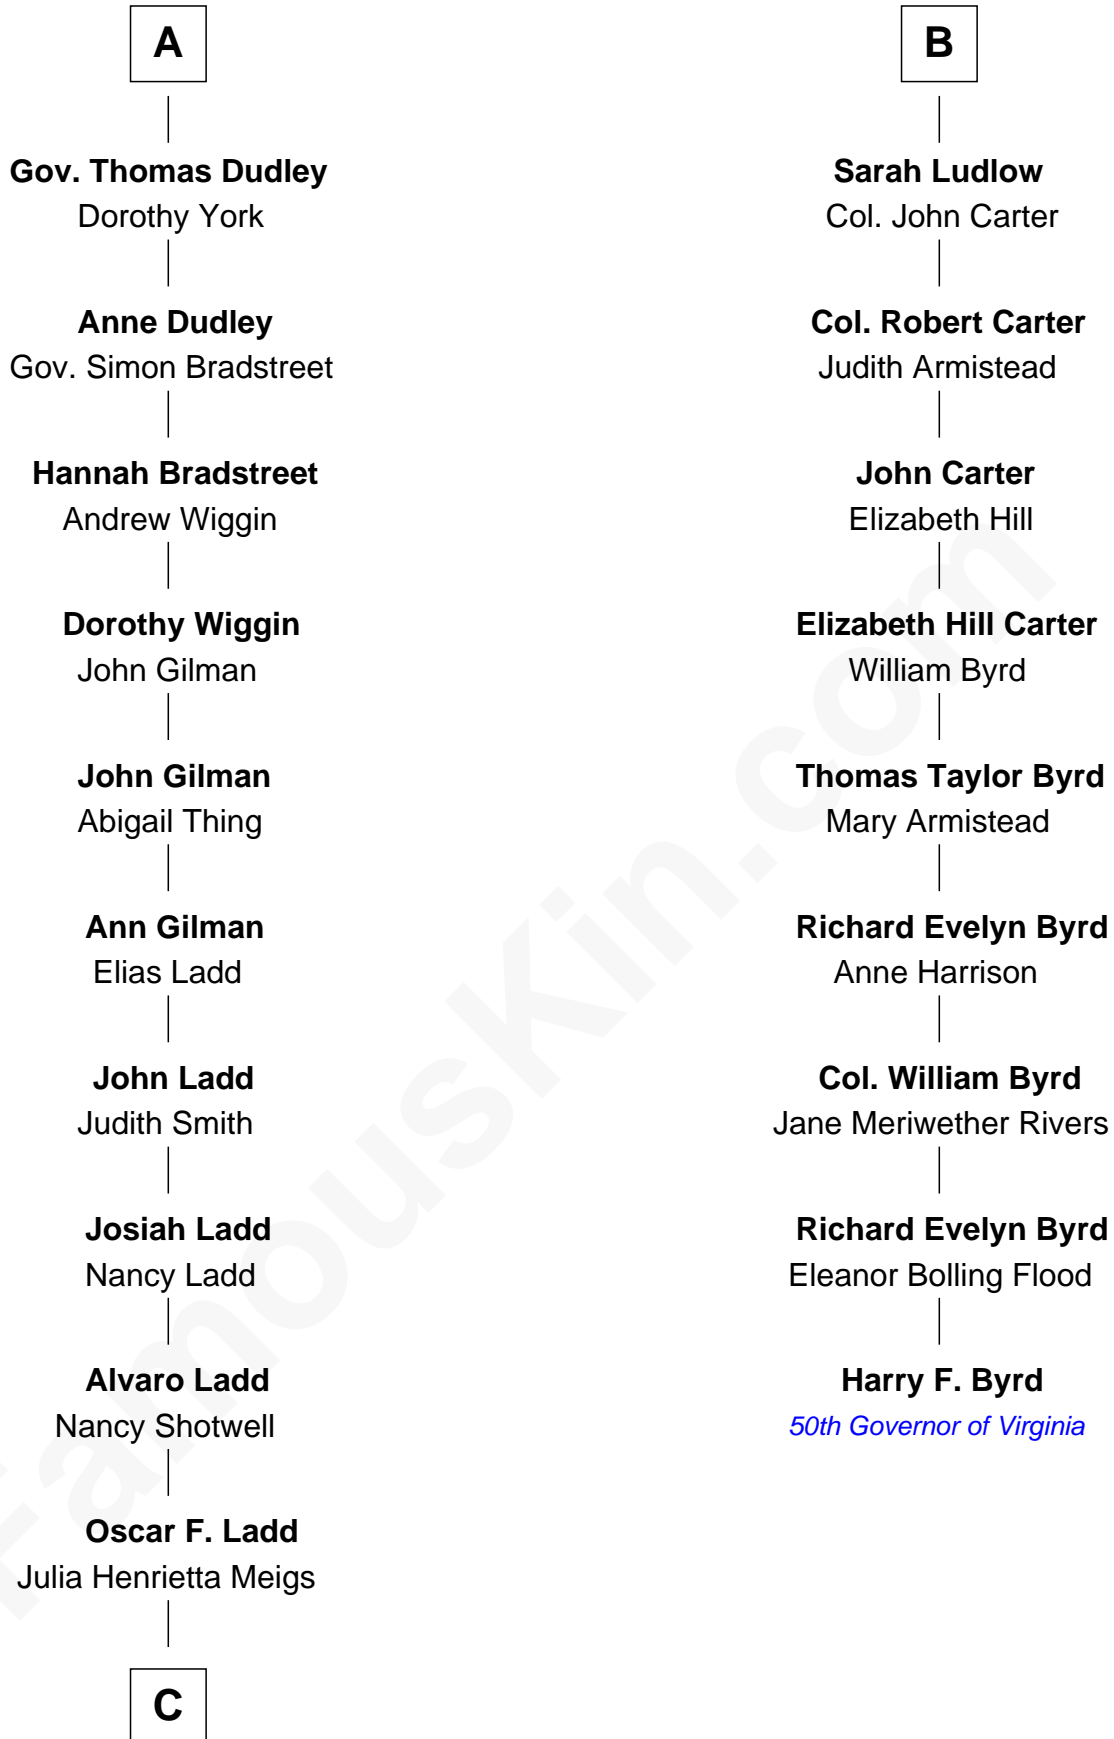 A
Gov. Thomas Dudley
Dorothy York
Anne Dudley
Gov. Simon Bradstreet
Hannah Bradstreet
Andrew Wiggin
Dorothy Wiggin
John Gilman
John Gilman
Abigail Thing
Ann Gilman
Elias Ladd
John Ladd
Judith Smith
Josiah Ladd
Nancy Ladd
Alvaro Ladd
Nancy Shotwell
Oscar F. Ladd
Julia Henrietta Meigs
C
B
Sarah Ludlow
Col. John Carter
Col. Robert Carter
Judith Armistead
John Carter
Elizabeth Hill
Elizabeth Hill Carter
William Byrd
Thomas Taylor Byrd
Mary Armistead
Richard Evelyn Byrd
Anne Harrison
Col. William Byrd
Jane Meriwether Rivers
Richard Evelyn Byrd
Eleanor Bolling Flood
Harry F. Byrd
50th Governor of Virginia
FamousKin.com